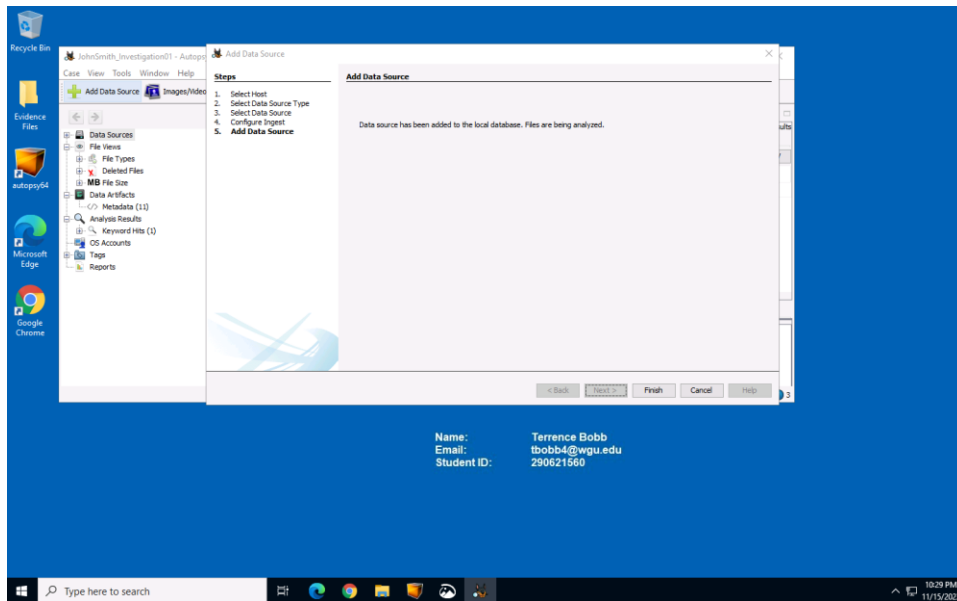 Recycle Bin
Evidence
Files
autopsy64
Microsoft
Edge
Google
Chrome
JohnSmith_Investigation01 - Autops
Case View Tools Window Help
Add Data Source
Images/Video
Data Sources
File Views
File Types
Deleted Files
MB File Size
Data Artifacts
Metadata (11)
Analysis Results
Keyword Hits (1)
OS Accounts
Tags
Reports
Add Data Source
Steps
1. Select Host
2. Select Data Source Type
3. Select Data Source
4. Configure Ingest
5. Add Data Source
Add Data Source
Data source has been added to the local database. Files are being analyzed.
< Back Next > Finish Cancel Help
ults
3
Name: Terrence Bobb
Email: tbobb4@wgu.edu
Student ID: 290621560
Type here to search
10:29 PM
11/15/202